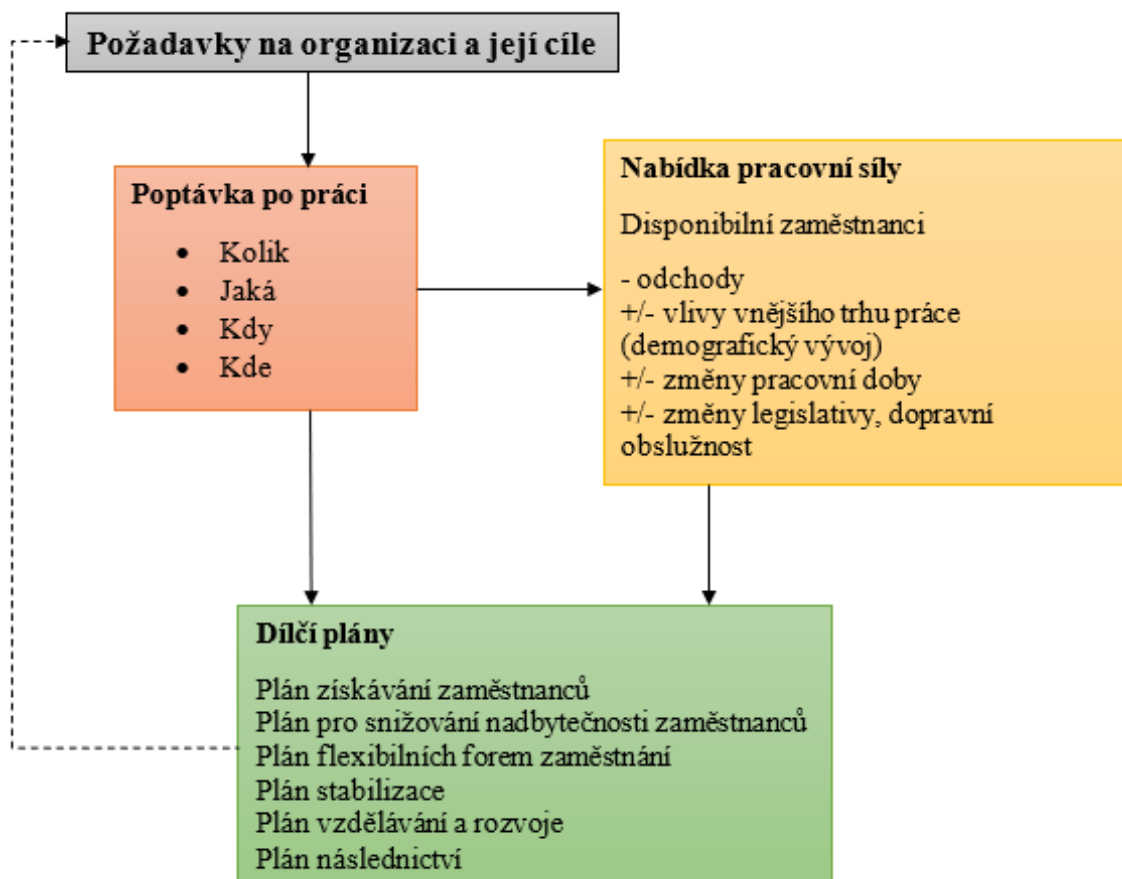 Požadavky na organizaci a její cíle
Poptávka po práci
• Kolik
• Jaká
• Kdy
• Kde
Nabídka pracovní síly
Disponibilní zaměstnanci
- odchody
+/- vlivy vnějšího trhu práce
(demografický vývoj)
+/- změny pracovní doby
+/- změny legislativy, dopravní
obslužnost
Dílčí plány
Plán získávání zaměstnanců
Plán pro snižování nadbytečnosti zaměstnanců
Plán flexibilních forem zaměstnání
Plán stabilizace
Plán vzdělávání a rozvoje
Plán následnictví